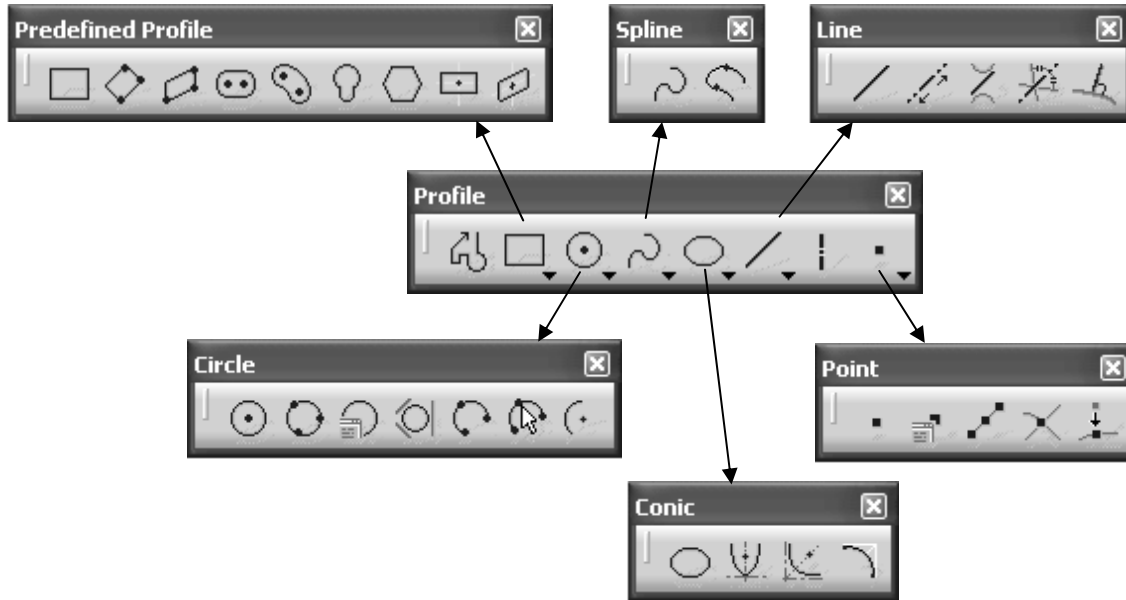 Predefined Profile
Spline
Line
Profile
Circle
Point
Conic